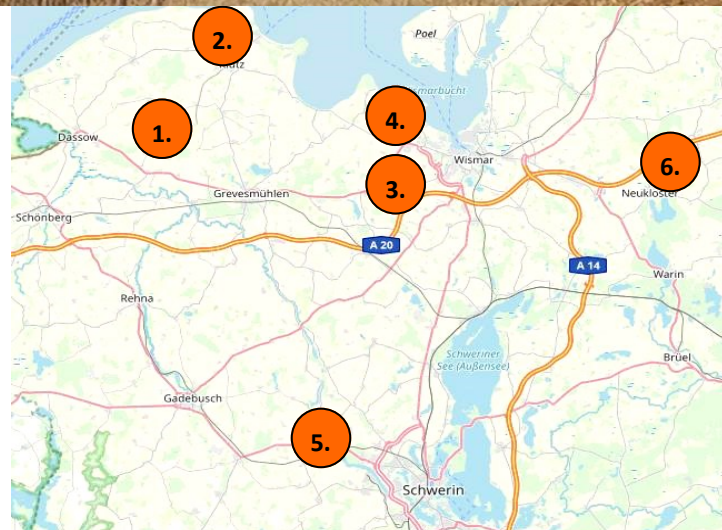 2.
Poel
4.
1.
Dassow
Wismar
6.
3.
Grevesmühlen
Neukloster
Schönberg
A 20
A 14
Warin
Rehna
Schweriner
See (Außensee)
Brüel
Gadebusch
5.
Schwerin